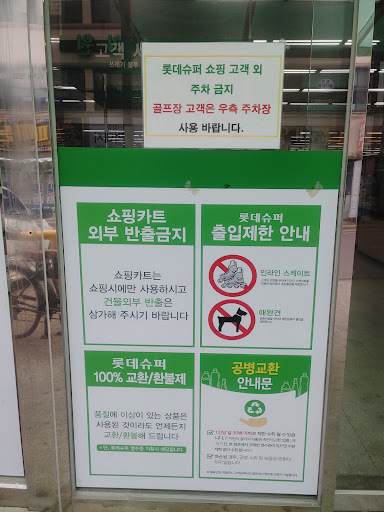 고객
롯데슈퍼 쇼핑 고객 외
주차 금지
골프장 고객은 우측 주차장
사용 바랍니다.
쇼핑카트
외부 반출금지
쇼핑카트는
쇼핑시에만 사용하시고
건물외부 반출은
삼가해 주시기 바랍니다
롯데슈퍼
출입제한 안내
인라인 스케이트
애완견
롯데슈퍼
100% 교환/환불제
품질에 이상이 있는 상품은
사용된 것이라도 언제든지
교환/환불해 드립니다
공병교환
안내문